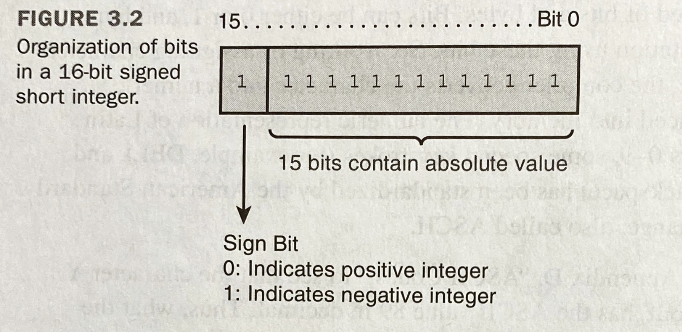 FIGURE 3.2
Organization of bits
in a 16-bit signed
short integer.
15..............................Bit 0
1 1 1 1 1 1 1 1 1 1 1 1 1 1 1 1
15 bits contain absolute value
Sign Bit
0: Indicates positive integer
1: Indicates negative integer